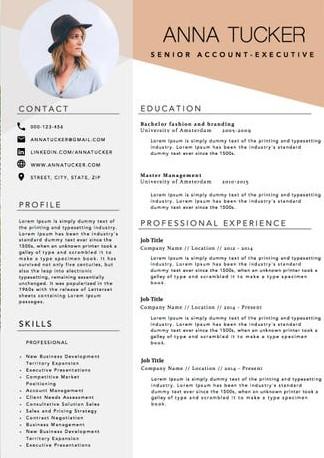 ANNA TUCKER
SENIOR ACCOUNT-EXECUTIVE
CONTACT
000-123-456
ANNATUCKER@GMAIL.COM
LINKEDIN.COM/ANNATUCKER
WWW.ANNATUCKER.COM
STREET, CITY, STATE, ZIP
PROFILE
Lorem Ipsum is simply dummy text of
the printing and typesetting industry.
Lorem Ipsum has been the industry's
standard dummy text ever since the
1500s, when an unknown printer took a
galley of type and scrambled it to make
a type specimen book. It has
survived not only five centuries, but
also the leap into electronic
typesetting, remaining essentially
unchanged. It was popularized in the
1960s with the release of Letterset
sheets containing Lorem Ipsum
passages.
SKILLS
PROFESSIONAL
New Business Development
Territory Expansion
Executive Presentations
Competitive Market
Positioning
Account Management
Client Needs Assessment
Consultative Solution Sales
Sales and Pricing Strategy
Contract Negotiation
Business Management
New Business Development
Territory Expansion
Executive Presentations
EDUCATION
Bachelor fashion and branding
University of Amsterdam 2005-2009
Lorem Ipsum is simply dummy text of the printing and typesetting
industry. Lorem Ipsum has been the industry's standard
dummy text ever since the 1500s.
Master Management
University of Amsterdam 2010-2015
Lorem Ipsum is simply dummy text of the printing and typesetting
industry. Lorem Ipsum has been the industry's standard dummy
text ever since the 1500s.
PROFESSIONAL EXPERIENCE
Job Title
Company Name // Location // 2012 - 2014
Lorem Ipsum is simply dummy text of the printing and typesetting
industry. Lorem Ipsum has been the industry's standard dummy
text ever since the 1500s, when an unknown printer took a galley
of type and scrambled it
Job Title
Company Name // Location // 2014 - Present
Lorem Ipsum is simply dummy text of the printing and typesetting
industry. Lorem Ipsum has been the industry's standard dummy
text ever since the 1500s, when an unknown printer took a galley
of type and scrambled it
Job Title
Company Name // Location // 2014 - Present
Lorem Ipsum is simply dummy text of the printing and typesetting
industry. Lorem Ipsum has been the industry's standard dummy
text ever since the 1500s, when an unknown printer took a galley
of type and scrambled it